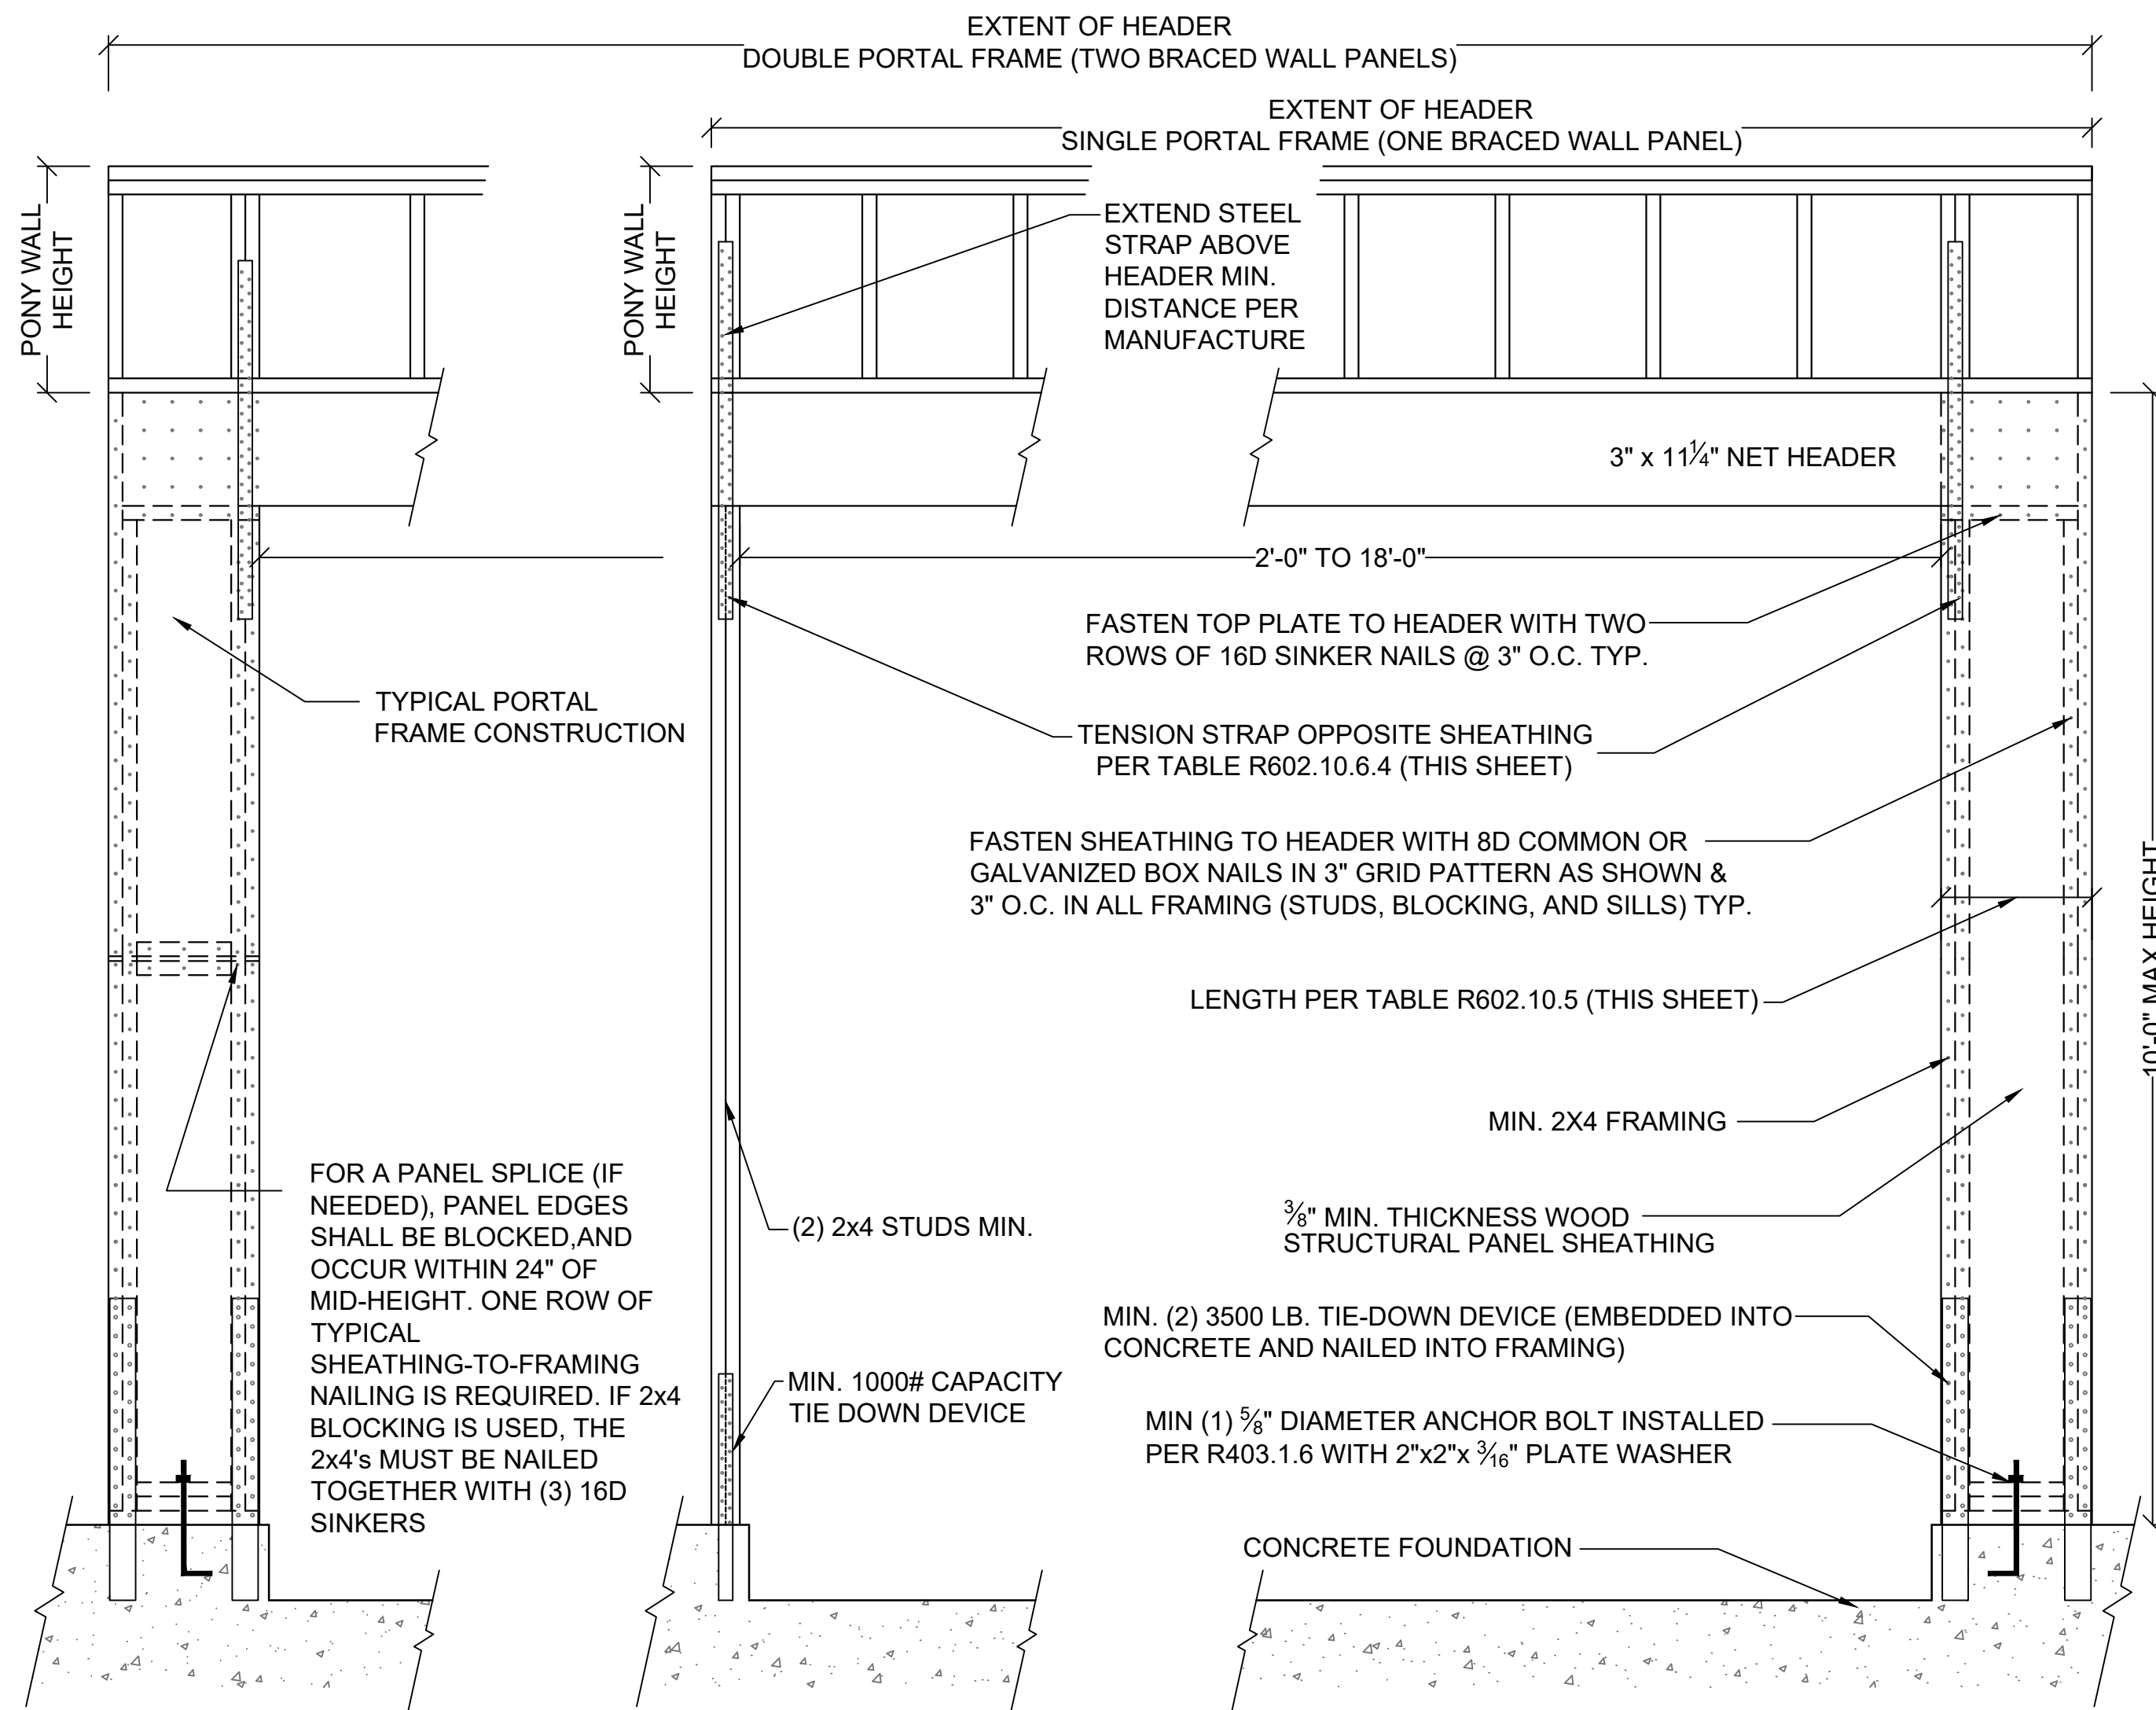 EXTENT OF HEADER
DOUBLE PORTAL FRAME (TWO BRACED WALL PANELS)
EXTENT OF HEADER
SINGLE PORTAL FRAME (ONE BRACED WALL PANEL)
PONY WALL
HEIGHT
PONY WALL
HEIGHT
EXTEND STEEL
STRAP ABOVE
HEADER MIN.
DISTANCE PER
MANUFACTURE
3" x 11¼" NET HEADER
2'-0" TO 18'-0"
FASTEN TOP PLATE TO HEADER WITH TWO
ROWS OF 16D SINKER NAILS @ 3" O.C. TYP.
TYPICAL PORTAL
FRAME CONSTRUCTION
TENSION STRAP OPPOSITE SHEATHING
PER TABLE R602.10.6.4 (THIS SHEET)
FASTEN SHEATHING TO HEADER WITH 8D COMMON OR
GALVANIZED BOX NAILS IN 3" GRID PATTERN AS SHOWN &
3" O.C. IN ALL FRAMING (STUDS, BLOCKING, AND SILLS) TYP.
10'-0" MAX HEIGHT
LENGTH PER TABLE R602.10.5 (THIS SHEET)
MIN. 2X4 FRAMING
FOR A PANEL SPLICE (IF
NEEDED), PANEL EDGES
SHALL BE BLOCKED,AND
OCCUR WITHIN 24" OF
MID-HEIGHT. ONE ROW OF
TYPICAL
SHEATHING-TO-FRAMING
NAILING IS REQUIRED. IF 2x4
BLOCKING IS USED, THE
2x4's MUST BE NAILED
TOGETHER WITH (3) 16D
SINKERS
(2) 2x4 STUDS MIN.
⅜" MIN. THICKNESS WOOD
STRUCTURAL PANEL SHEATHING
MIN. (2) 3500 LB. TIE-DOWN DEVICE (EMBEDDED INTO
CONCRETE AND NAILED INTO FRAMING)
MIN. 1000# CAPACITY
TIE DOWN DEVICE
MIN (1) ⅝" DIAMETER ANCHOR BOLT INSTALLED
PER R403.1.6 WITH 2"x2"x 3⁄16" PLATE WASHER
CONCRETE FOUNDATION